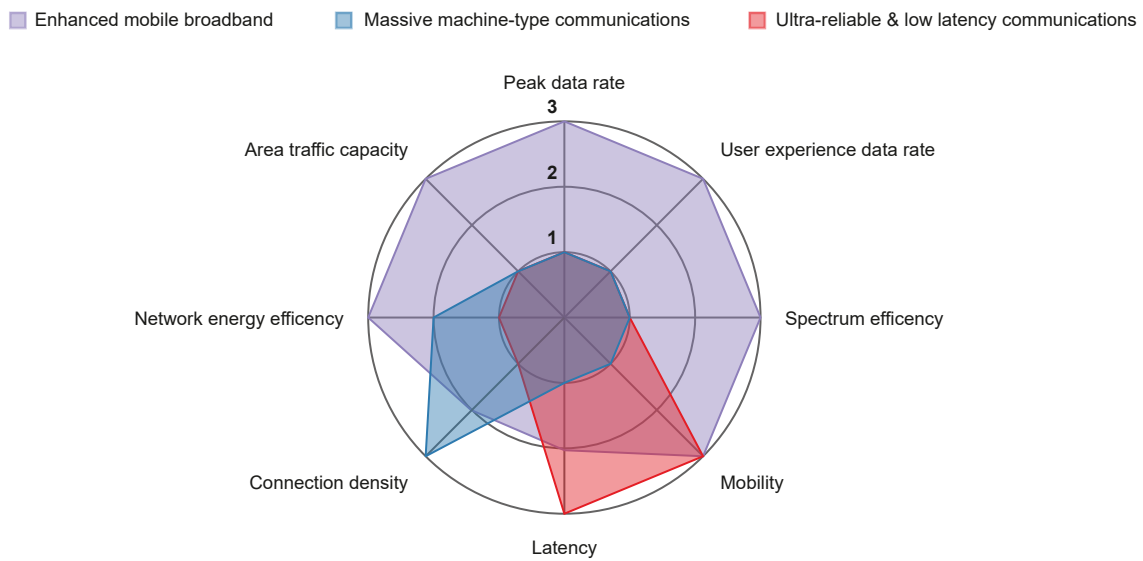 Enhanced mobile broadband
Massive machine-type communications
Ultra-reliable & low latency communications
Peak data rate
3
Area traffic capacity
User experience data rate
2
1
Network energy efficency
Spectrum efficency
Connection density
Mobility
Latency